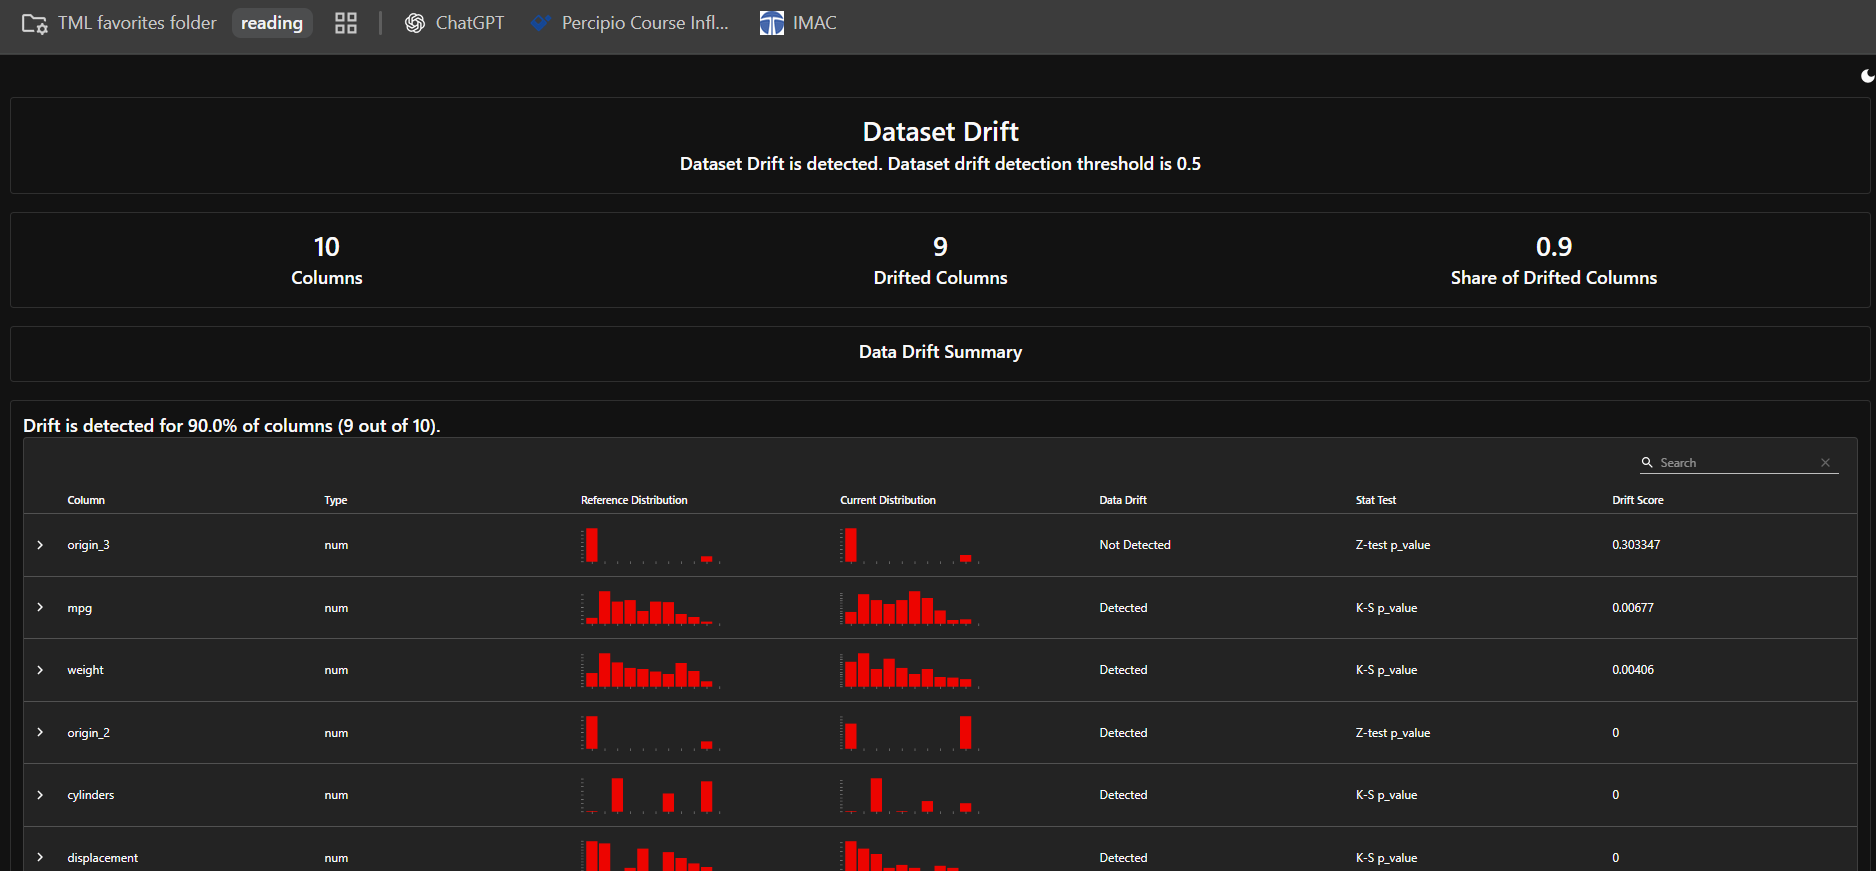 TML favorites folder reading ChatGPT Percipio Course Infl... IMAC
Dataset Drift
Dataset Drift is detected. Dataset drift detection threshold is 0.5
10 9 0.9
Columns Drifted Columns Share of Drifted Columns
Data Drift Summary
Drift is detected for 90.0% of columns (9 out of 10).
Search
Column Type Reference Distribution Current Distribution Data Drift Stat Test Drift Score
origin_3 num Not Detected Z-test p_value 0.303347
mpg num Detected K-S p_value 0.00677
weight num Detected K-S p_value 0.00406
origin_2 num Detected Z-test p_value 0
cylinders num Detected K-S p_value 0
displacement num Detected K-S p_value 0